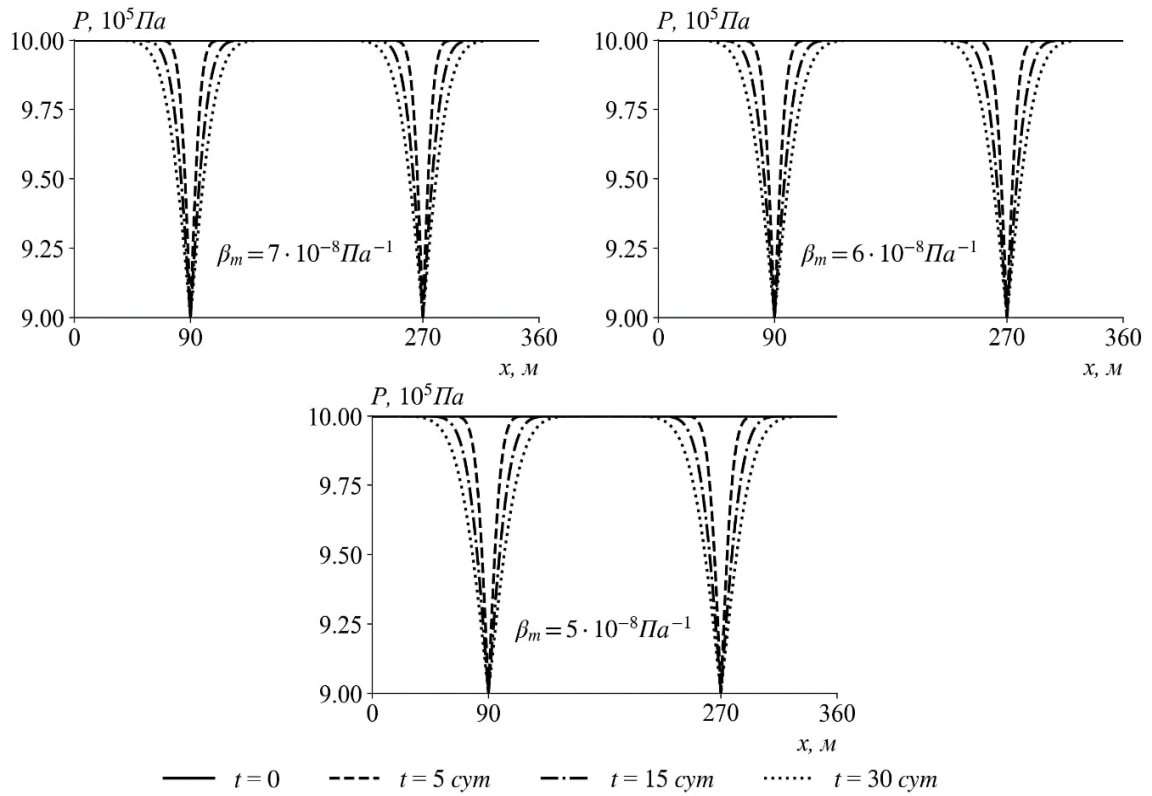 P, 10⁵Па
10.00
9.75
9.50
9.25
9.00
βₘ = 7 · 10⁻⁸Па⁻¹
0 90 270 360
x, м
P, 10⁵Па
10.00
9.75
9.50
9.25
9.00
βₘ = 6 · 10⁻⁸Па⁻¹
0 90 270 360
x, м
P, 10⁵Па
10.00
9.75
9.50
9.25
9.00
βₘ = 5 · 10⁻⁸Па⁻¹
0 90 270 360
x, м
t = 0 t = 5 сут t = 15 сут t = 30 сут